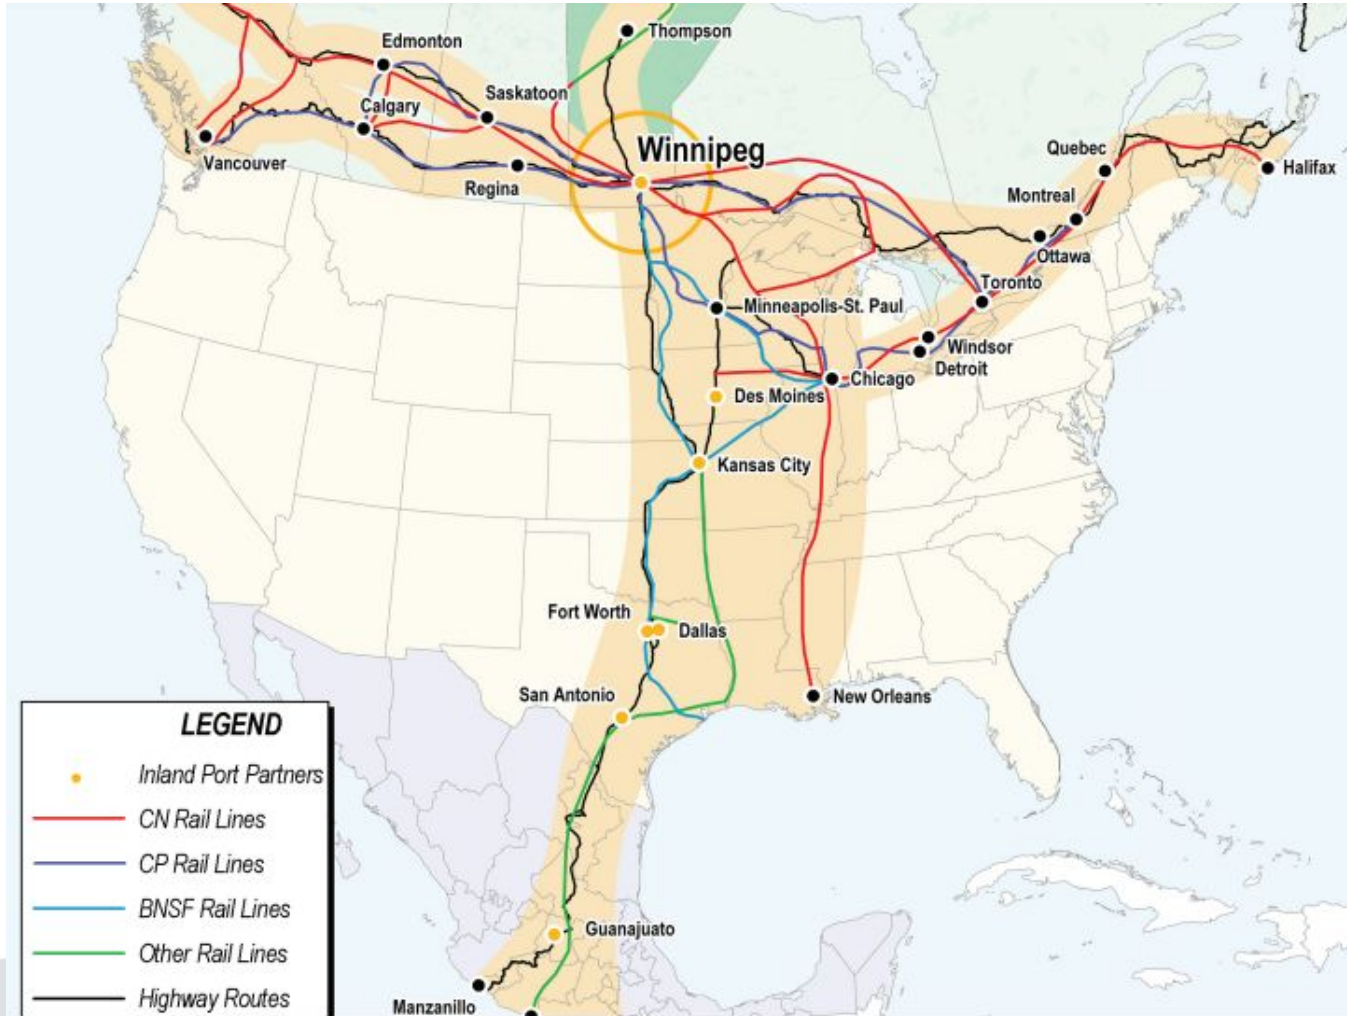 Thompson
Edmonton
Saskatoon
Calgary
Winnipeg
Quebec
Vancouver
Regina
Halifax
Montreal
Ottawa
Toronto
Minneapolis-St. Paul
Windsor
Detroit
Chicago
Des Moines
Kansas City
Fort Worth
Dallas
San Antonio
New Orleans
LEGEND
Inland Port Partners
CN Rail Lines
CP Rail Lines
BNSF Rail Lines
Other Rail Lines
Highway Routes
Guanajuato
Manzanillo